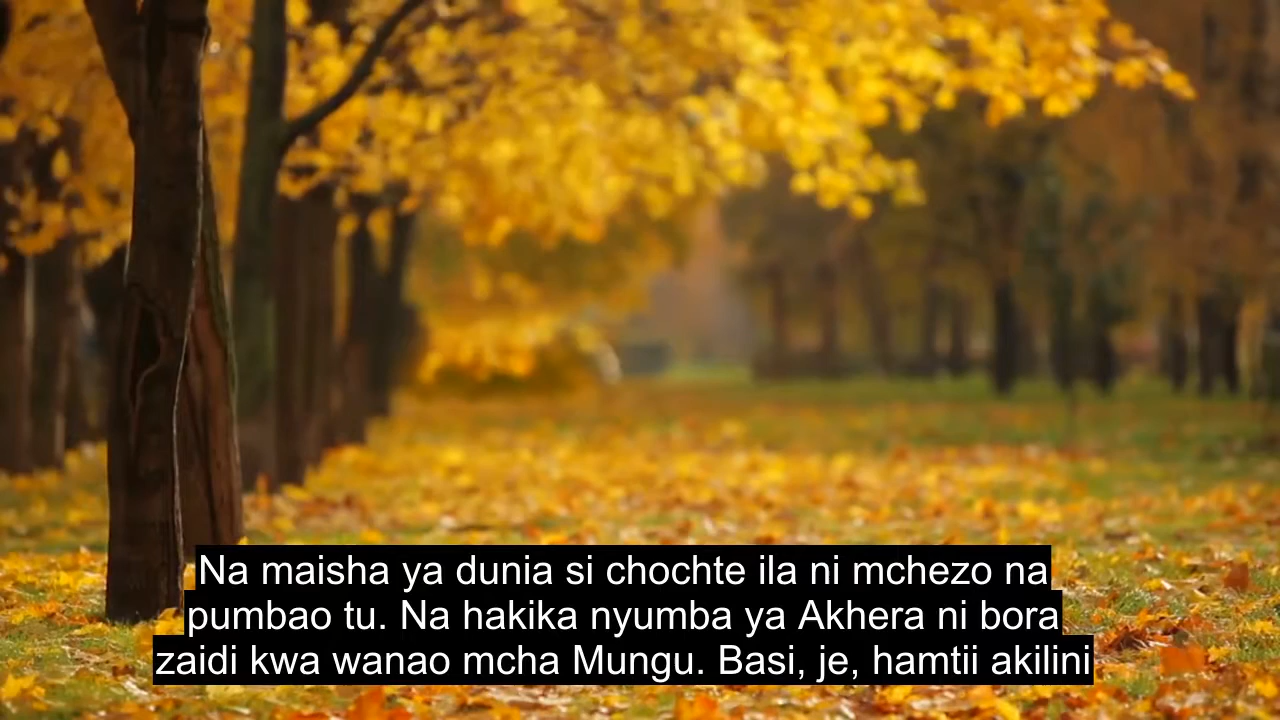 Na maisha ya dunia si chochte ila ni mchezo na
pumbao tu. Na hakika nyumba ya Akhera ni bora
zaidi kwa wanao mcha Mungu. Basi, je, hamtii akilini